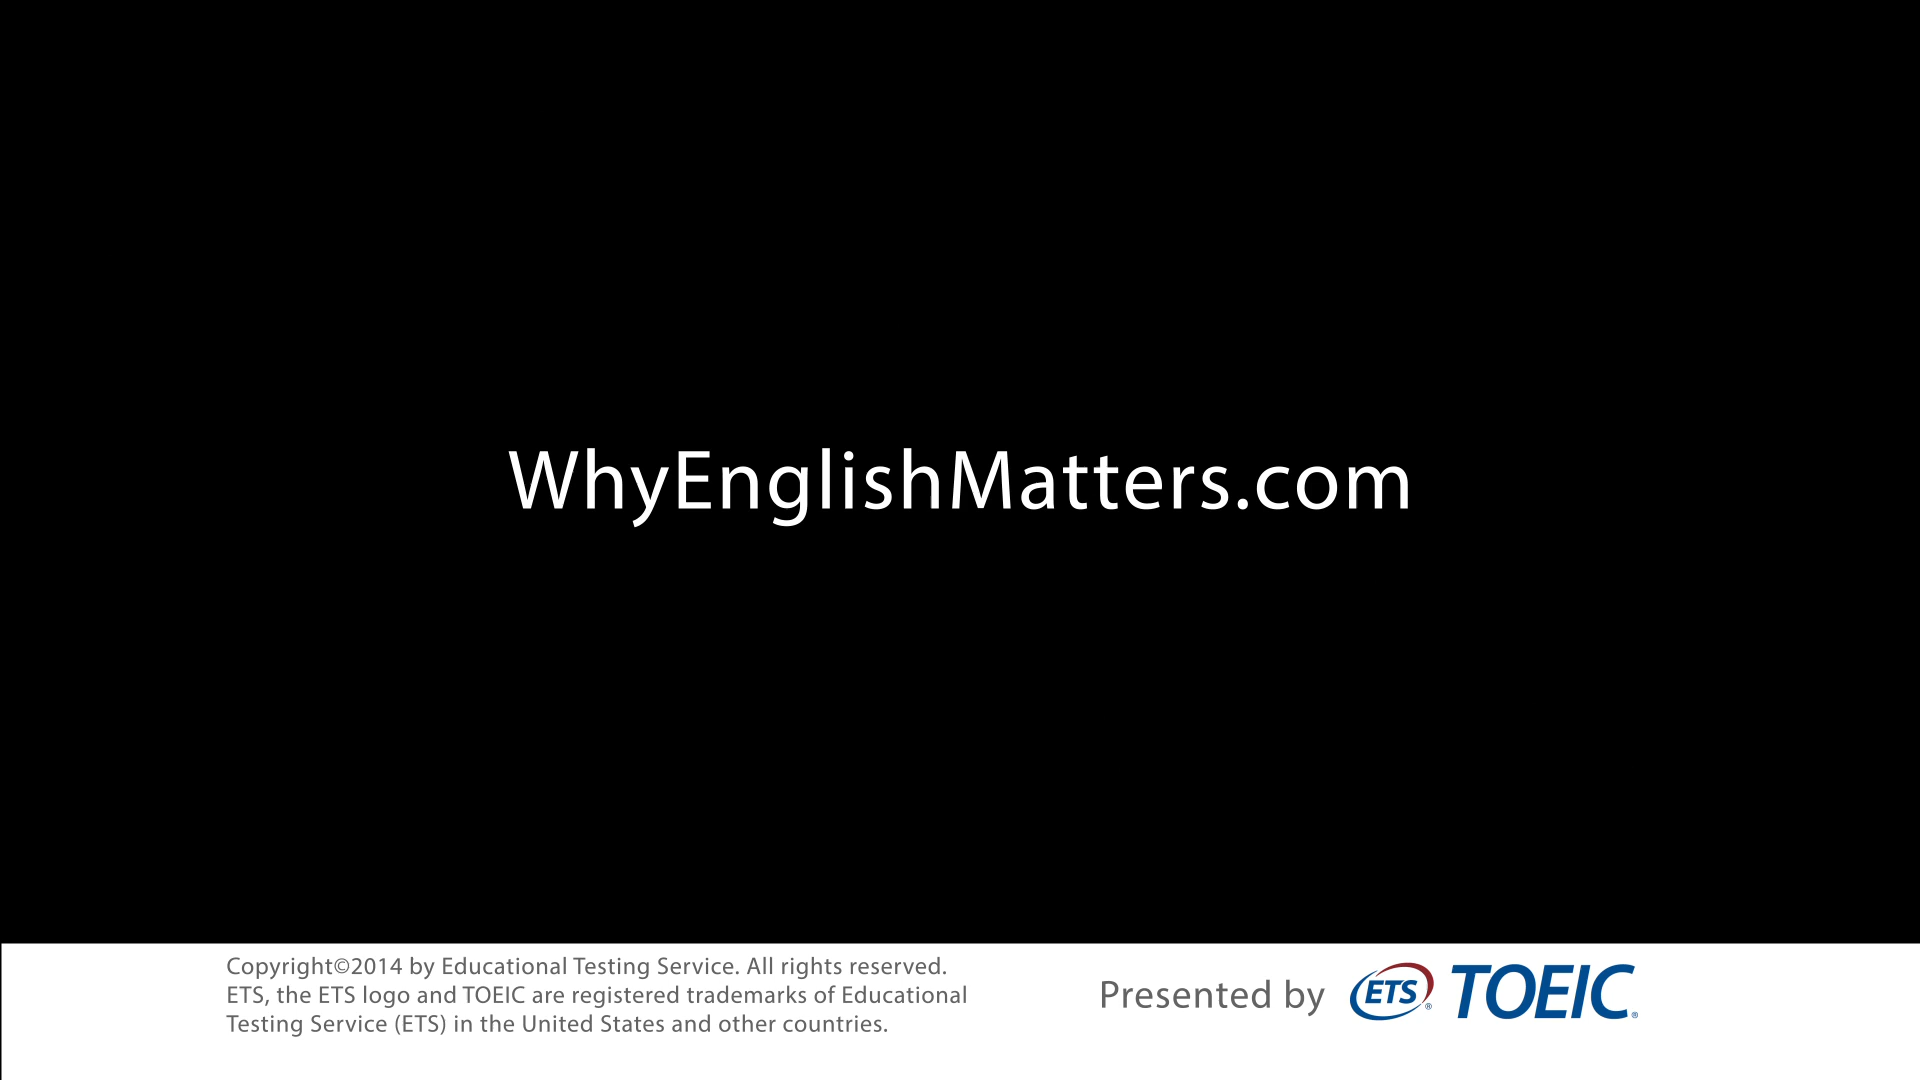 WhyEnglishMatters.com
Copyright©2014 by Educational Testing Service. All rights reserved.
ETS, the ETS logo and TOEIC are registered trademarks of Educational
Testing Service (ETS) in the United States and other countries.
Presented by ETS® TOEIC®